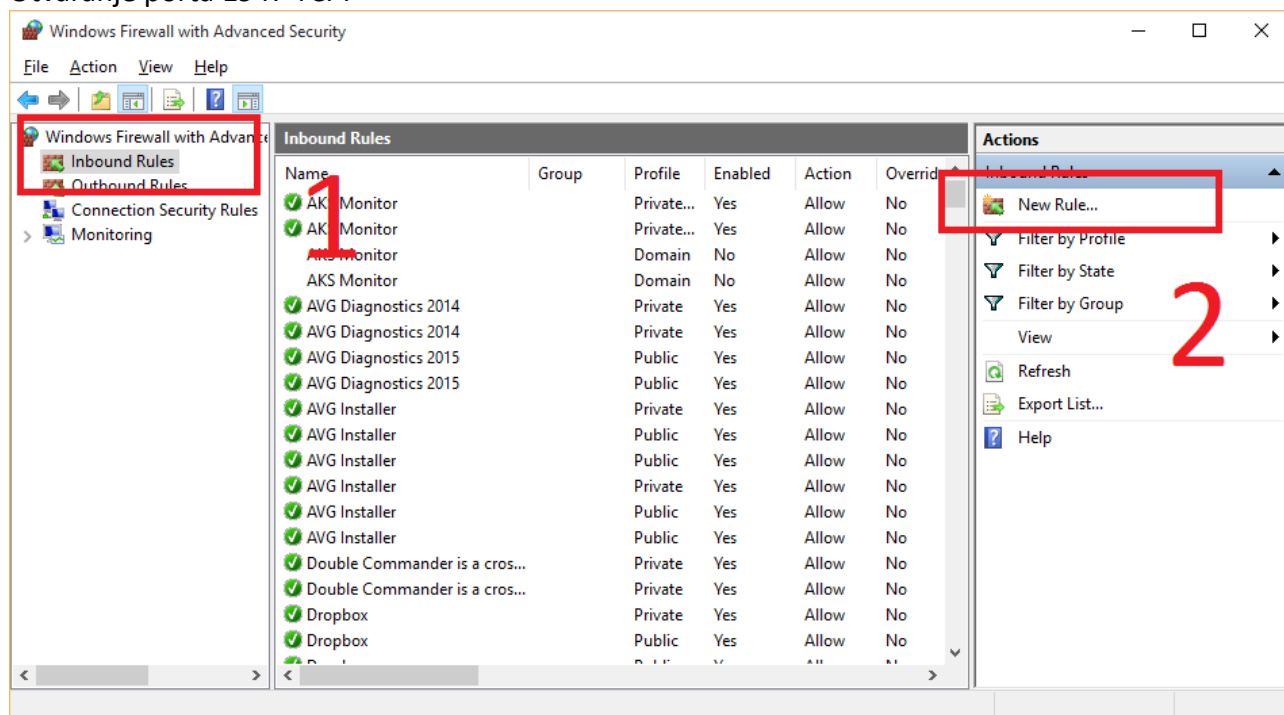 Windows Firewall with Advanced Security
File Action View Help
Windows Firewall with Advance
Inbound Rules
Outbound Rules
Connection Security Rules
Monitoring
Inbound Rules
Name Group Profile Enabled Action Overrid
AKS Monitor Private... Yes Allow No
AKS Monitor Private... Yes Allow No
AKS Monitor Domain No Allow No
AKS Monitor Domain No Allow No
AVG Diagnostics 2014 Private Yes Allow No
AVG Diagnostics 2014 Private Yes Allow No
AVG Diagnostics 2015 Public Yes Allow No
AVG Diagnostics 2015 Public Yes Allow No
AVG Installer Private Yes Allow No
AVG Installer Public Yes Allow No
AVG Installer Public Yes Allow No
AVG Installer Private Yes Allow No
AVG Installer Public Yes Allow No
AVG Installer Public Yes Allow No
Double Commander is a cros... Private Yes Allow No
Double Commander is a cros... Private Yes Allow No
Dropbox Private Yes Allow No
Dropbox Public Yes Allow No
1
Actions
Inbound Rules
New Rule...
Filter by Profile
Filter by State
Filter by Group
View
Refresh
Export List...
Help
2